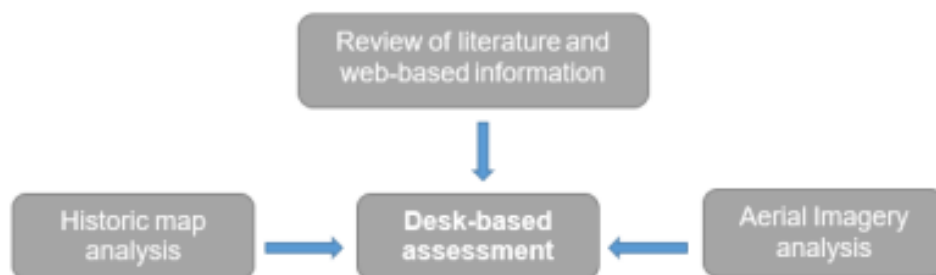 Review of literature and
web-based information
Historic map
analysis
Desk-based
assessment
Aerial Imagery
analysis